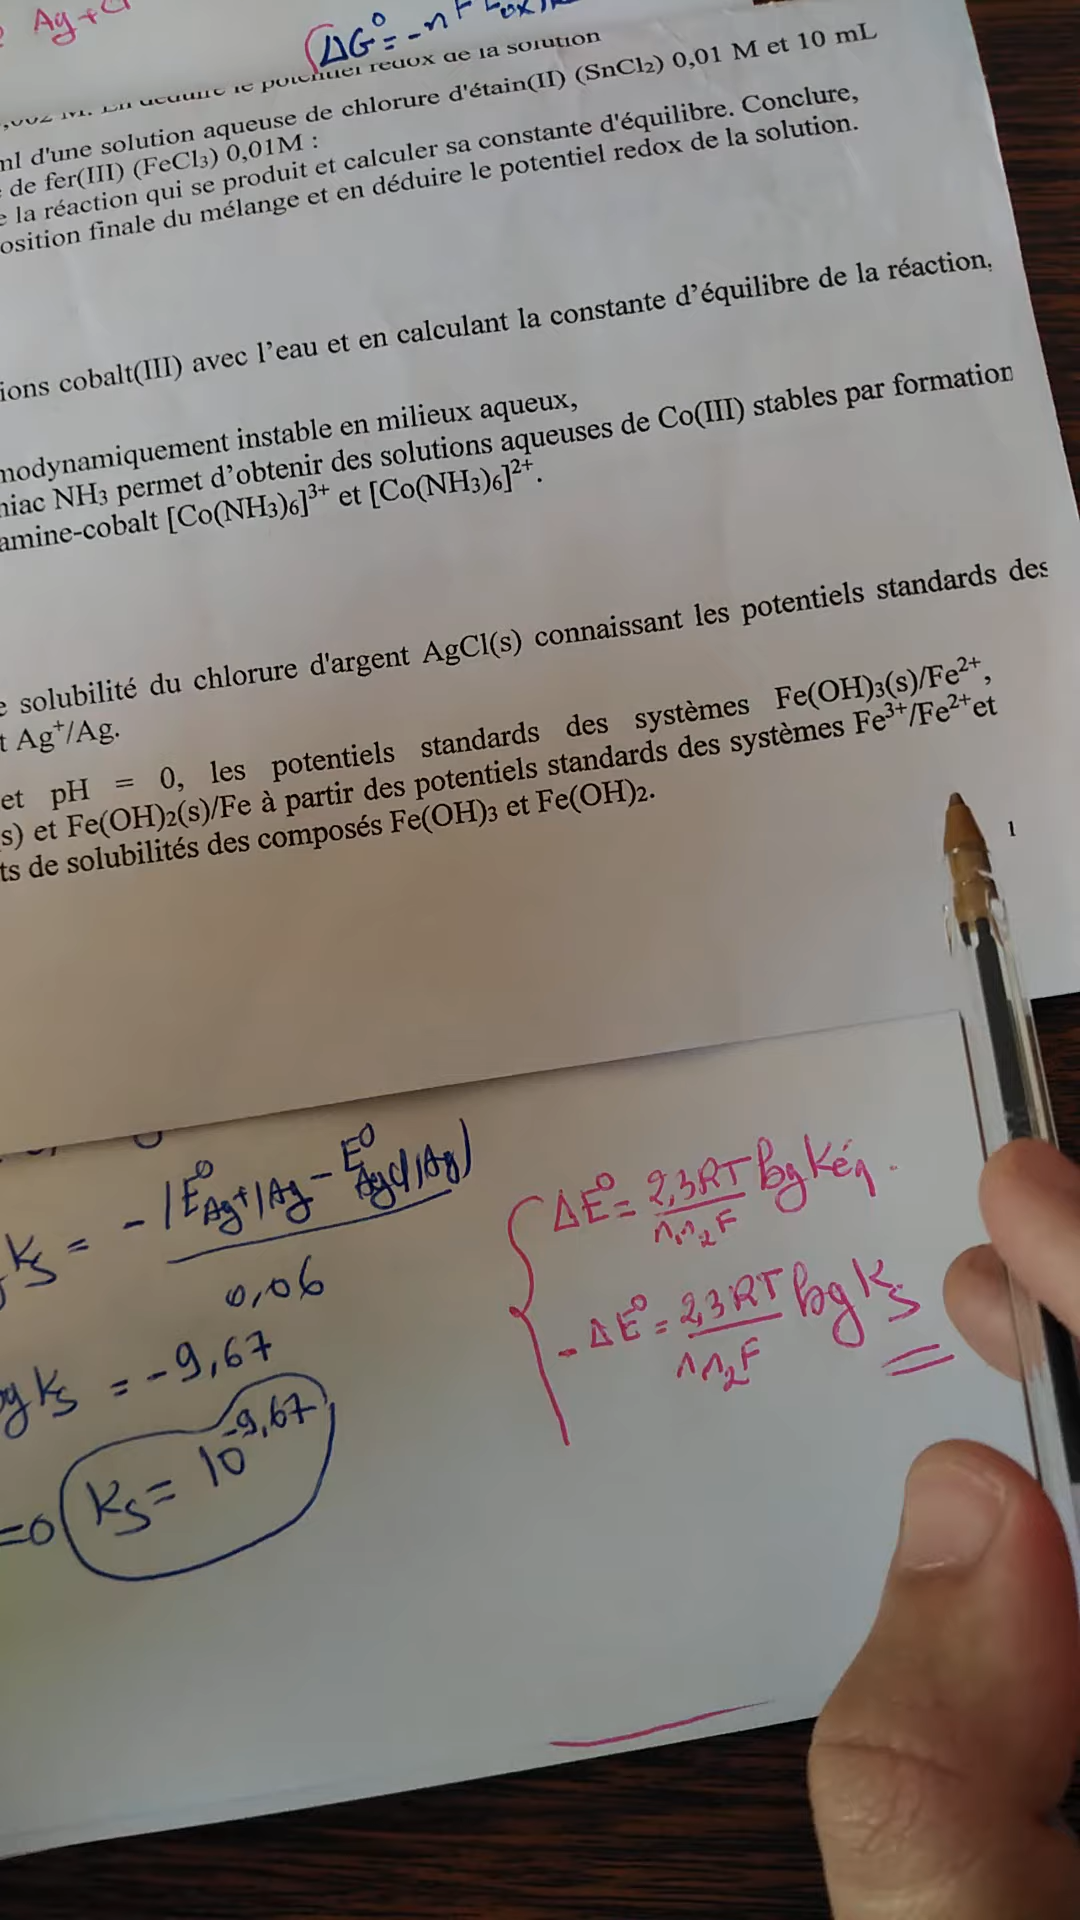 Ag+Cl
ΔG°=-nF
. En déduire le potentiel redox de la solution
ml d'une solution aqueuse de chlorure d'étain(II) (SnCl2) 0,01 M et 10 mL
de fer(III) (FeCl3) 0,01M :
la réaction qui se produit et calculer sa constante d'équilibre. Conclure,
osition finale du mélange et en déduire le potentiel redox de la solution.
ions cobalt(III) avec l'eau et en calculant la constante d'équilibre de la réaction,
modynamiquement instable en milieux aqueux,
niac NH3 permet d'obtenir des solutions aqueuses de Co(III) stables par formation
amine-cobalt [Co(NH3)6]3+ et [Co(NH3)6]2+.
e solubilité du chlorure d'argent AgCl(s) connaissant les potentiels standards des
t Ag+/Ag.
et pH = 0, les potentiels standards des systèmes Fe(OH)3(s)/Fe2+,
s) et Fe(OH)2(s)/Fe à partir des potentiels standards des systèmes Fe3+/Fe2+et
ts de solubilités des composés Fe(OH)3 et Fe(OH)2.
1
Ks = -(E°Ag+/Ag - E°AgCl/Ag)
0,06
og Ks = -9,67
=0 Ks = 10-9,67
ΔE° = 2,3RT log Kéq.
n1n2F
-ΔE° = 2,3RT log Ks
n1n2F